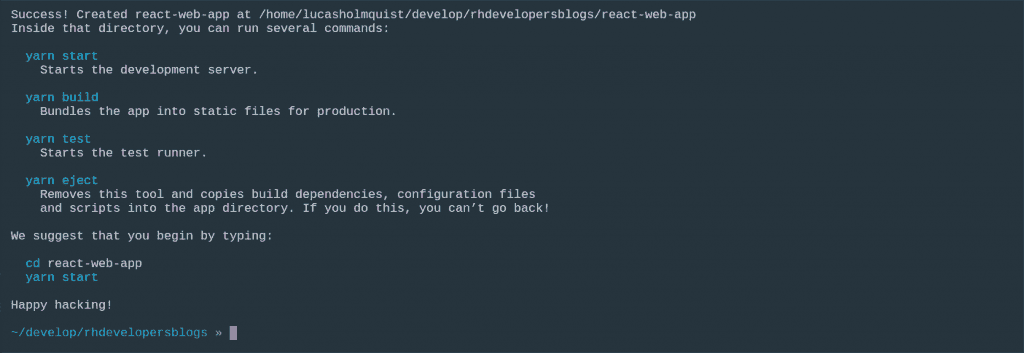 Success! Created react-web-app at /home/lucasholmquist/develop/rhdevelopersblogs/react-web-app
Inside that directory, you can run several commands:
yarn start
Starts the development server.
yarn build
Bundles the app into static files for production.
yarn test
Starts the test runner.
yarn eject
Removes this tool and copies build dependencies, configuration files
and scripts into the app directory. If you do this, you can’t go back!
We suggest that you begin by typing:
cd react-web-app
yarn start
Happy hacking!
~/develop/rhdevelopersblogs »